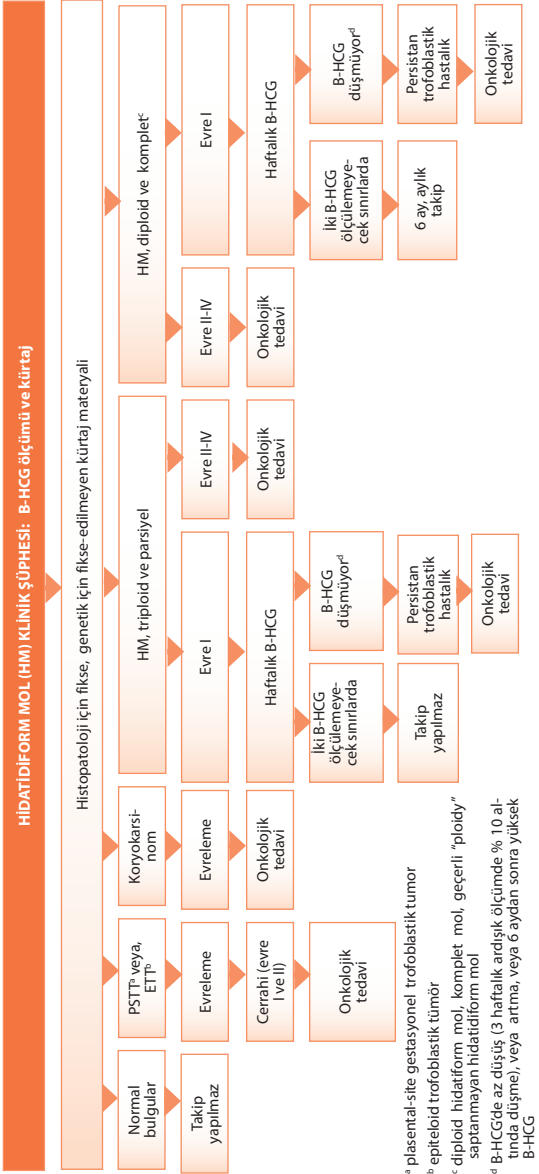 HİDATİDİFORM MOL (HM) KLİNİK ŞÜPHESİ: B-HCG ölçümü ve kürtaj
Histopatoloji için fikse, genetik için fikse-edilmeyen kürtaj materyali
Normal
bulgular
Takip
yapılmaz
PSTTᵃ veya,
ETTᵇ
Evreleme
Cerrahi (evre
I ve II)
Onkolojik
tedavi
Koryokarsi-
nom
Evreleme
Onkolojik
tedavi
HM, triploid ve parsiyel
Evre I
Haftalık B-HCG
İki B-HCG
ölçülemeye-
cek sınırlarda
Takip
yapılmaz
B-HCG
düşmüyorᵈ
Persistan
trofoblastik
hastalık
Onkolojik
tedavi
Evre II-IV
Onkolojik
tedavi
HM, diploid ve kompletᶜ
Evre II-IV
Onkolojik
tedavi
Evre I
Haftalık B-HCG
İki B-HCG
ölçülemeye-
cek sınırlarda
6 ay, aylık
takip
B-HCG
düşmüyorᵈ
Persistan
trofoblastik
hastalık
Onkolojik
tedavi
ᵃ plasental-site gestasyonel trofoblastik tumor
ᵇ epiteloid trofoblastik tümör
ᶜ diploid hidatiform mol, komplet mol, geçerli “ploidy”
saptanmayan hidatidiform mol
ᵈ B-HCG'de az düşüş (3 haftalık ardışık ölçümde % 10 al-
tında düşme), veya artma, veya 6 aydan sonra yüksek
B-HCG